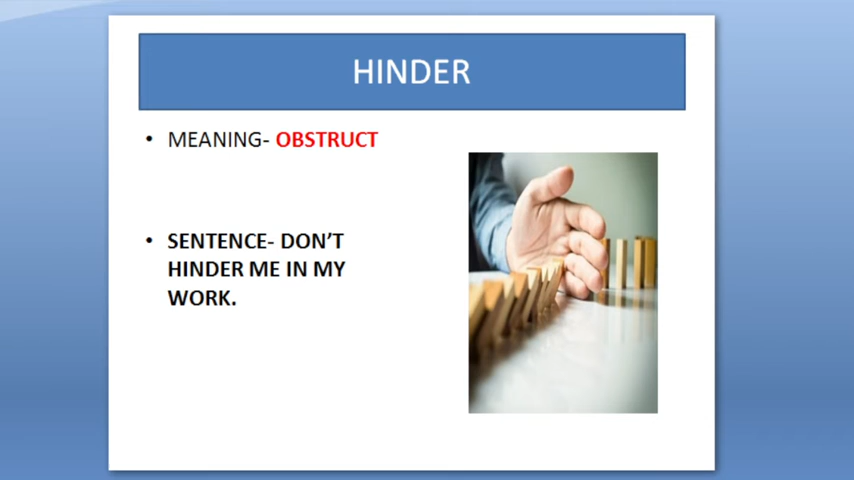 HINDER
• MEANING- OBSTRUCT
• SENTENCE- DON’T
HINDER ME IN MY
WORK.